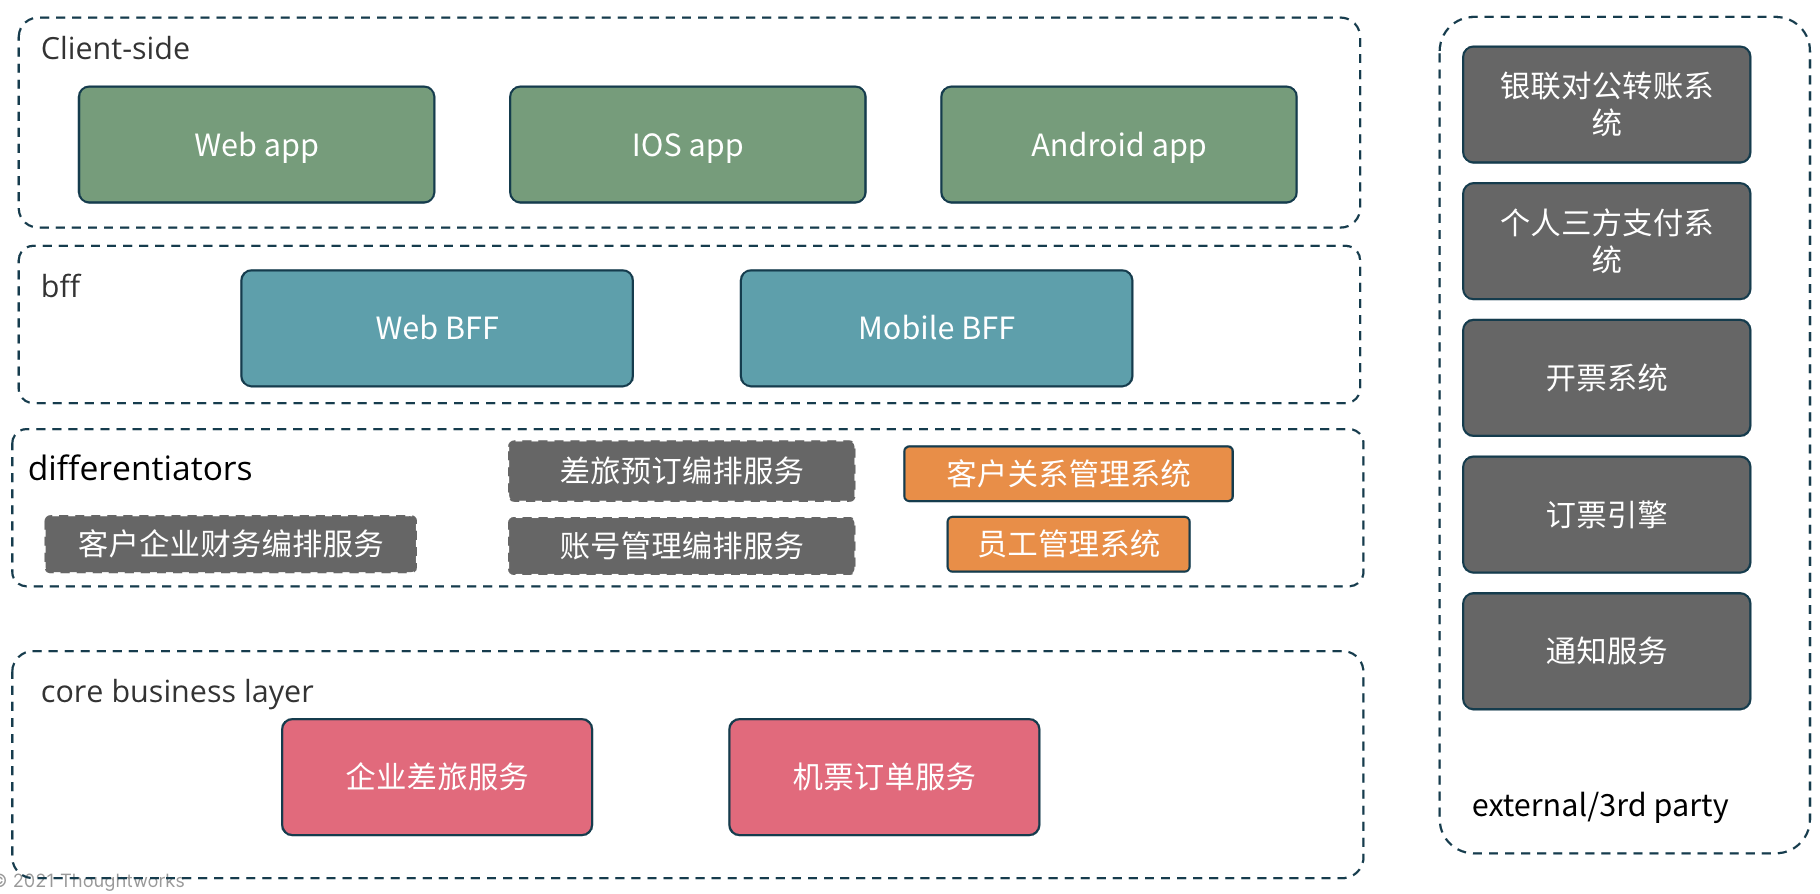 Client-side
Web app
IOS app
Android app
bff
Web BFF
Mobile BFF
differentiators
差旅预订编排服务
客户关系管理系统
客户企业财务编排服务
账号管理编排服务
员工管理系统
core business layer
企业差旅服务
机票订单服务
© 2021 Thoughtworks
银联对公转账系
统
个人三方支付系
统
开票系统
订票引擎
通知服务
external/3rd party